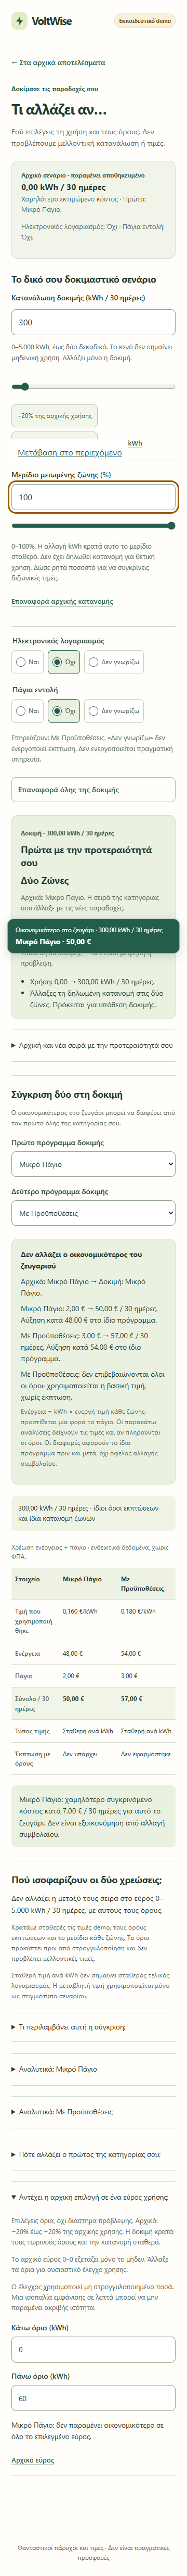 VoltWise
Εκπαιδευτικό demo
← Στα αρχικά αποτελέσματα
Δοκίμασε τις παραδοχές σου
Τι αλλάζει αν…
Εσύ επιλέγεις τη χρήση και τους όρους. Δεν
προβλέπουμε μελλοντική κατανάλωση ή τιμές.
Αρχικό σενάριο · παραμένει αποθηκευμένο
0,00 kWh / 30 ημέρες
Χαμηλότερο εκτιμώμενο κόστος · Πρώτα:
Μικρό Πάγιο.
Ηλεκτρονικός λογαριασμός: Όχι · Πάγια εντολή:
Όχι.
Το δικό σου δοκιμαστικό σενάριο
Κατανάλωση δοκιμής (kWh / 30 ημέρες)
300
0–5.000 kWh, έως δύο δεκαδικά. Το κενό δεν σημαίνει
μηδενική χρήση. Αλλάζει μόνο η δοκιμή.
−20% της αρχικής χρήσης
kWh
Μετάβαση στο περιεχόμενο
Μερίδιο μειωμένης ζώνης (%)
100
0–100%. Η αλλαγή kWh κρατά αυτό το μερίδιο
σταθερό. Δεν έχει δηλωθεί κατανομή για θετική
χρήση. Δώσε ρητά ποσοστό για να συγκρίνεις
διζωνικές τιμές.
Επαναφορά αρχικής κατανομής
Ηλεκτρονικός λογαριασμός
Ναι
Όχι
Δεν γνωρίζω
Πάγια εντολή
Ναι
Όχι
Δεν γνωρίζω
Επηρεάζουν: Με Προϋποθέσεις. «Δεν γνωρίζω» δεν
ενεργοποιεί έκπτωση. Δεν ενεργοποιείται πραγματική
υπηρεσία.
Επαναφορά όλης της δοκιμής
Δοκιμή · 300,00 kWh / 30 ημέρες
Πρώτα με την προτεραιότητά
σου
Δύο Ζώνες
Αρχικά: Μικρό Πάγιο. Η σειρά της κατηγορίας
σου άλλαξε με τις νέες παραδοχές.
Οικονομικότερο στο ζευγάρι · 300,00 kWh / 30 ημέρες
Μικρό Πάγιο · 50,00 €
πρόβλεψη.
• Χρήση: 0,00 → 300,00 kWh / 30 ημέρες.
• Άλλαξες τη δηλωμένη κατανομή στις δύο
ζώνες. Πρόκειται για υπόθεση δοκιμής.
▶ Αρχική και νέα σειρά με την προτεραιότητά σου
Σύγκριση δύο στη δοκιμή
Ο οικονομικότερος στο ζευγάρι μπορεί να διαφέρει από
τον πρώτο όλης της κατηγορίας σου.
Πρώτο πρόγραμμα δοκιμής
Μικρό Πάγιο
Δεύτερο πρόγραμμα δοκιμής
Με Προϋποθέσεις
Δεν αλλάζει ο οικονομικότερος του
ζευγαριού
Αρχικά: Μικρό Πάγιο → Δοκιμή: Μικρό
Πάγιο.
Μικρό Πάγιο: 2,00 € → 50,00 € / 30 ημέρες.
Αύξηση κατά 48,00 € στο ίδιο πρόγραμμα.
Με Προϋποθέσεις: 3,00 € → 57,00 € / 30
ημέρες. Αύξηση κατά 54,00 € στο ίδιο
πρόγραμμα.
Με Προϋποθέσεις: δεν επιβεβαιώνονται όλοι
οι όροι· χρησιμοποιείται η βασική τιμή,
χωρίς έκπτωση.
Ενέργεια = kWh × ενεργή τιμή κάθε ζώνης·
προστίθεται μία φορά το πάγιο. Οι παρακάτω
αναλύσεις δείχνουν τις τιμές και αν πληρούνται
οι όροι. Οι διαφορές αφορούν το ίδιο
πρόγραμμα πριν και μετά, όχι όφελος αλλαγής
συμβολαίου.
300,00 kWh / 30 ημέρες · ίδιοι όροι εκπτώσεων
και ίδια κατανομή ζωνών
Χρέωση ενέργειας + πάγιο · ενδεικτικά δεδομένα, χωρίς
ΦΠΑ.
Στοιχείο Μικρό Πάγιο Με
Προϋποθέσεις
Τιμή που 0,160 €/kWh 0,180 €/kWh
χρησιμοποιή
θηκε
Ενέργεια 48,00 € 54,00 €
Πάγιο 2,00 € 3,00 €
Σύνολο / 30 50,00 € 57,00 €
ημέρες
Τύπος τιμής Σταθερή ανά kWh Σταθερή ανά kWh
Έκπτωση με Δεν υπάρχει Δεν εφαρμόστηκε
όρους
Μικρό Πάγιο: χαμηλότερο συγκρινόμενο
κόστος κατά 7,00 € / 30 ημέρες για αυτό το
ζευγάρι. Δεν είναι εξοικονόμηση από αλλαγή
συμβολαίου.
Πού ισοφαρίζουν οι δύο χρεώσεις;
Δεν αλλάζει η μεταξύ τους σειρά στο εύρος 0–
5.000 kWh / 30 ημέρες, με αυτούς τους όρους.
Κρατάμε σταθερές τις τιμές demo, τους όρους
εκπτώσεων και το μερίδιο κάθε ζώνης. Το όριο
προκύπτει πριν από στρογγυλοποίηση και δεν
προβλέπει μελλοντικές τιμές.
Σταθερή τιμή ανά kWh δεν σημαίνει σταθερός τελικός
λογαριασμός. Η μεταβλητή τιμή χρησιμοποιείται μόνο
ως στιγμιότυπο σεναρίου.
▶ Τι περιλαμβάνει αυτή η σύγκριση;
▶ Αναλυτικά: Μικρό Πάγιο
▶ Αναλυτικά: Με Προϋποθέσεις
▶ Πότε αλλάζει ο πρώτος της κατηγορίας σου;
▼ Αντέχει η αρχική επιλογή σε ένα εύρος χρήσης;
Επιλέγεις όρια, όχι διάστημα πρόβλεψης. Αρχικά:
−20% έως +20% της αρχικής χρήσης. Η δοκιμή κρατά
τους τωρινούς όρους και την κατανομή σταθερά.
Το αρχικό εύρος 0–0 εξετάζει μόνο το μηδέν. Άλλαξε
τα όρια για ουσιαστικό έλεγχο χρήσης.
Ο έλεγχος χρησιμοποιεί μη στρογγυλοποιημένα ποσά.
Μια ισοπαλία εμφάνισης σε λεπτά μπορεί να μην
παραμένει ακριβής ισότητα.
Κάτω όριο (kWh)
0
Πάνω όριο (kWh)
60
Μικρό Πάγιο: δεν παραμένει οικονομικότερο σε
όλο το επιλεγμένο εύρος.
Αρχικό εύρος
Φανταστικοί πάροχοι και τιμές · Δεν είναι πραγματικές
προσφορές